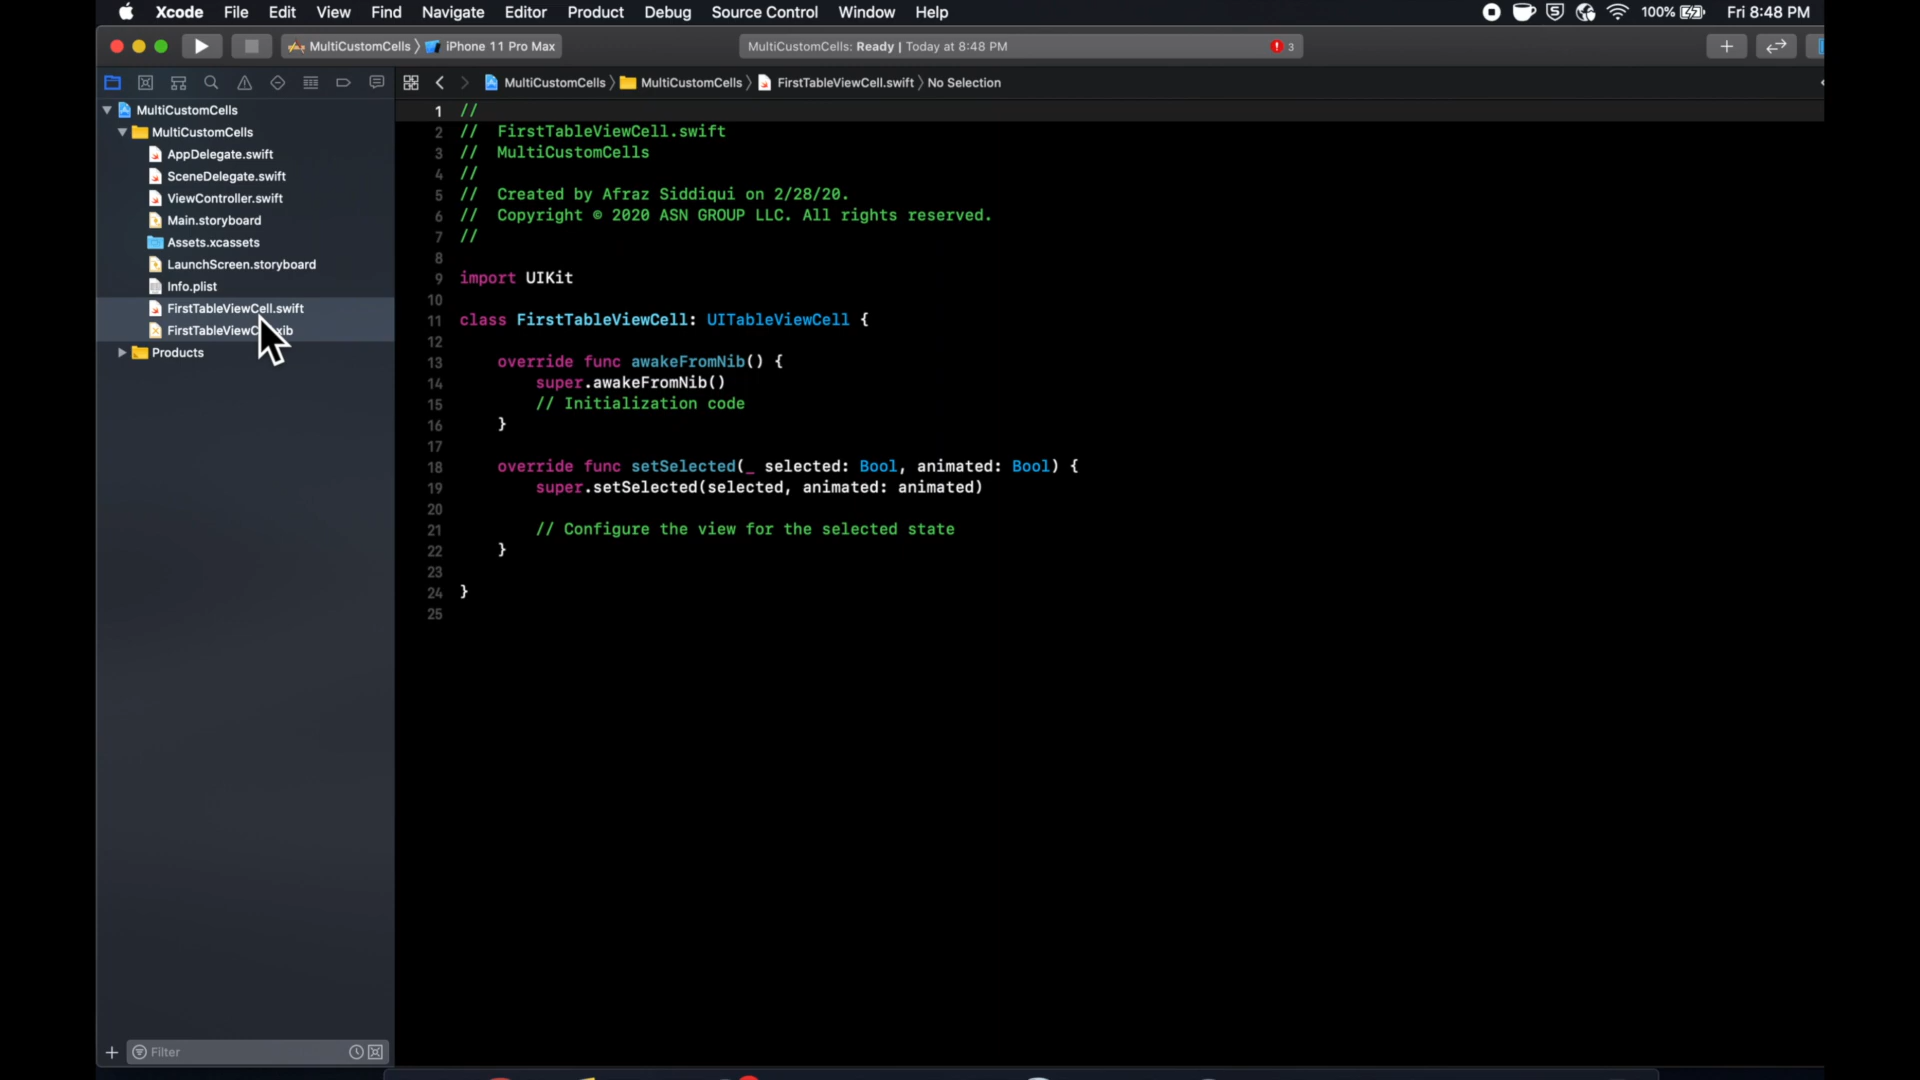 Xcode File Edit View Find Navigate Editor Product Debug Source Control Window Help 100% Fri 8:48 PM
MultiCustomCells iPhone 11 Pro Max MultiCustomCells: Ready | Today at 8:48 PM 3
MultiCustomCells MultiCustomCells FirstTableViewCell.swift No Selection
MultiCustomCells
MultiCustomCells
AppDelegate.swift
SceneDelegate.swift
ViewController.swift
Main.storyboard
Assets.xcassets
LaunchScreen.storyboard
Info.plist
FirstTableViewCell.swift
Products
Filter
1 //
2 // FirstTableViewCell.swift
3 // MultiCustomCells
4 //
5 // Created by Afraz Siddiqui on 2/28/20.
6 // Copyright © 2020 ASN GROUP LLC. All rights reserved.
7 //
8
9 import UIKit
10
11 class FirstTableViewCell: UITableViewCell {
12
13 override func awakeFromNib() {
14 super.awakeFromNib()
15 // Initialization code
16 }
17
18 override func setSelected(_ selected: Bool, animated: Bool) {
19 super.setSelected(selected, animated: animated)
20
21 // Configure the view for the selected state
22 }
23
24 }
25